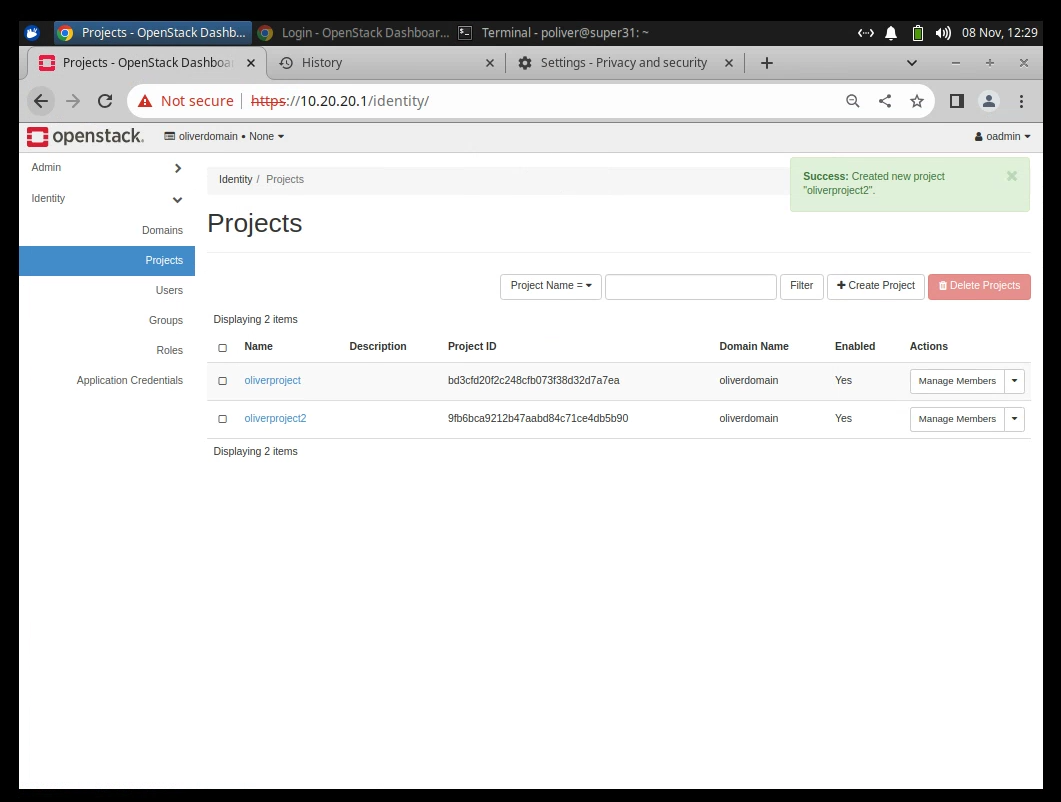 Projects - OpenStack Dashb... Login - OpenStack Dashboar... Terminal - poliver@super31: ~ 08 Nov, 12:29
Projects - OpenStack Dashboa History Settings - Privacy and security
Not secure https://10.20.20.1/identity/
openstack. oliverdomain • None oadmin
Admin
Identity
Domains
Projects
Users
Groups
Roles
Application Credentials
Identity / Projects
Success: Created new project
"oliverproject2".
Projects
Project Name = Filter Create Project Delete Projects
Displaying 2 items
Name Description Project ID Domain Name Enabled Actions
oliverproject bd3cfd20f2c248cfb073f38d32d7a7ea oliverdomain Yes Manage Members
oliverproject2 9fb6bca9212b47aabd84c71ce4db5b90 oliverdomain Yes Manage Members
Displaying 2 items